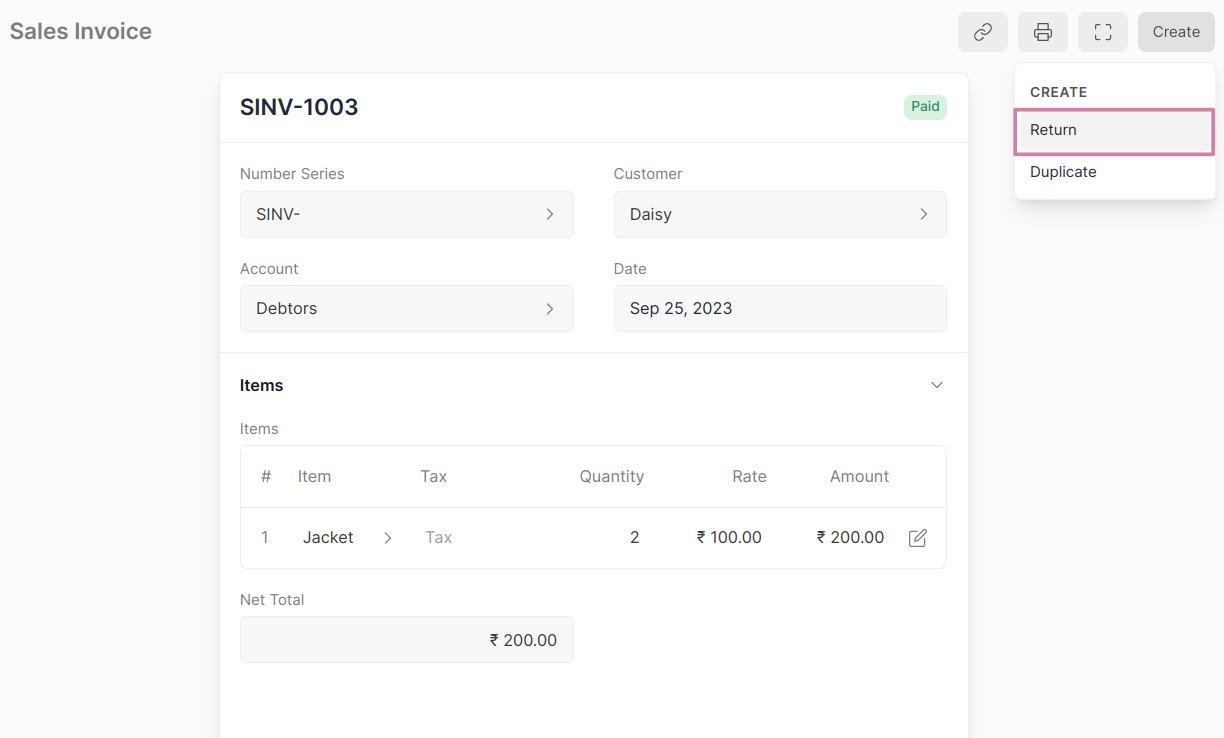 Sales Invoice
Create
CREATE
Return
Duplicate
SINV-1003
Paid
Number Series
Customer
SINV-
Daisy
Account
Date
Debtors
Sep 25, 2023
Items
Items
# Item Tax Quantity Rate Amount
1 Jacket Tax 2 ₹ 100.00 ₹ 200.00
Net Total
₹ 200.00